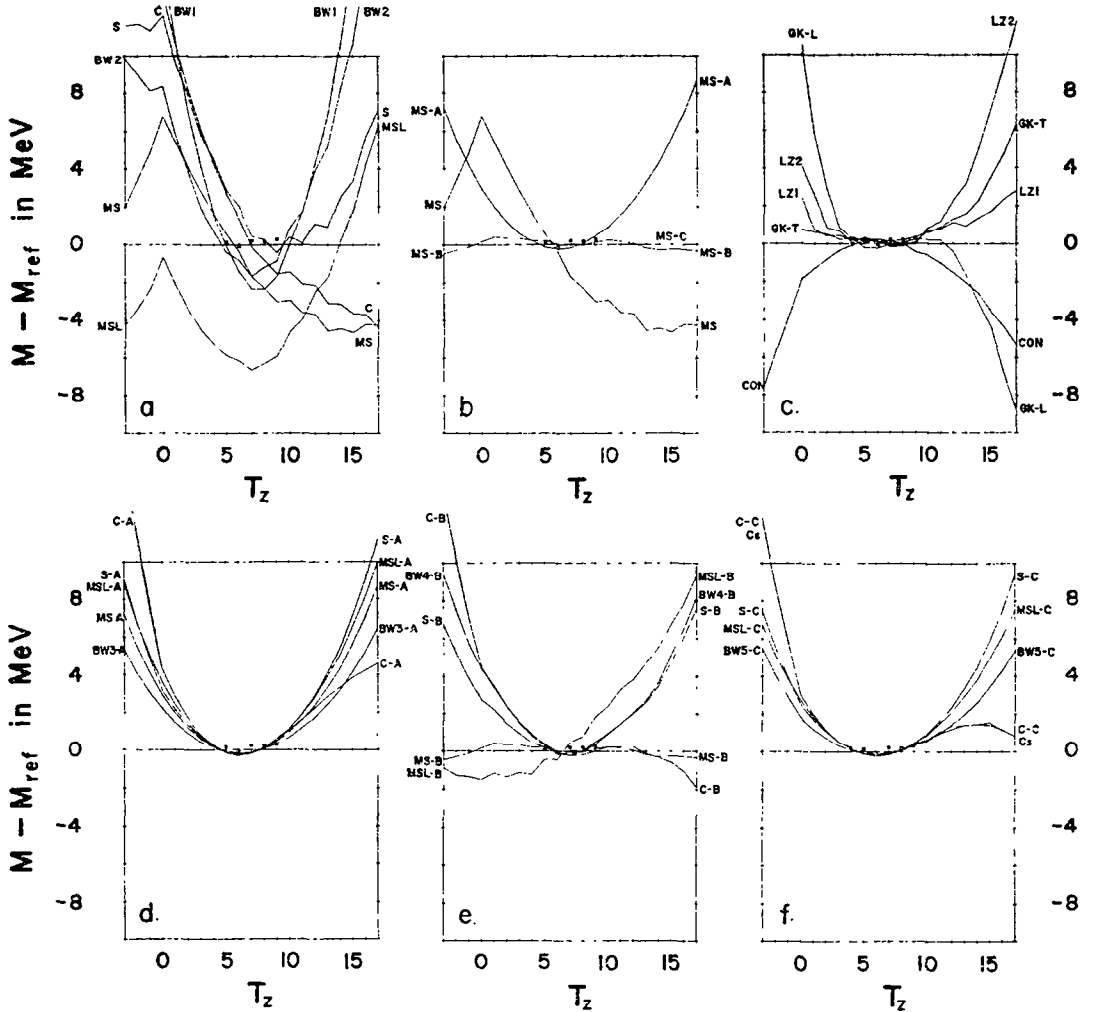 M − Mref in MeV
8
4
0
-4
-8
S
C
BW1
BW1
BW2
BW2
MS
MSL
S
MSL
C
MS
a
0 5 10 15
Tz
MS-A
MS
MS-B
MS-A
MS-C
MS-B
MS
b
0 5 10 15
Tz
GK-L
LZ2
LZ2
LZ1
GK-T
CON
GK-T
LZ1
CON
GK-L
c.
8
4
0
-4
-8
0 5 10 15
Tz
M − Mref in MeV
8
4
0
-4
-8
C-A
S-A
MSL-A
MS-A
BW3-A
S-A
MSL-A
MS-A
BW3-A
C-A
d.
0 5 10 15
Tz
C-B
BW4-B
S-B
MS-B
MSL-B
MSL-B
BW4-B
S-B
MS-B
C-B
e.
0 5 10 15
Tz
C-C
Cs
S-C
MSL-C
BW5-C
S-C
MSL-C
BW5-C
C-C
Cs
f.
8
4
0
-4
-8
0 5 10 15
Tz